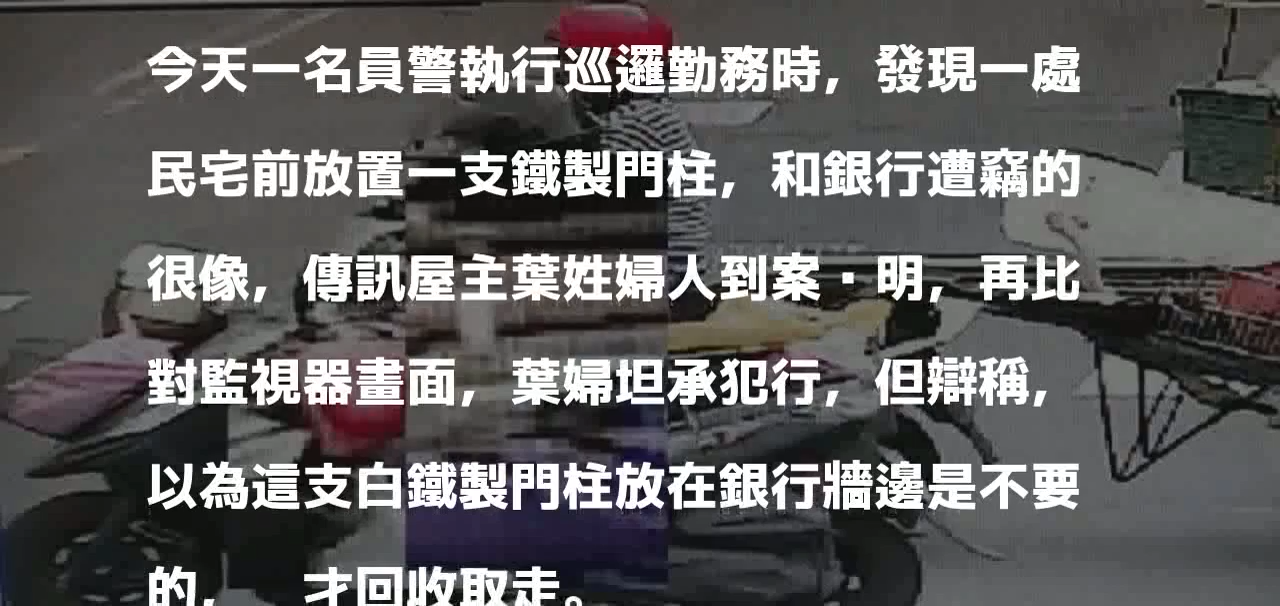 今天一名員警執行巡邏勤務時，發現一處
民宅前放置一支鐵製門柱，和銀行遭竊的
很像，傳訊屋主葉姓婦人到案·明，再比
對監視器畫面，葉婦坦承犯行，但辯稱，
以為這支白鐵製門柱放在銀行牆邊是不要
的，　才回收取走。